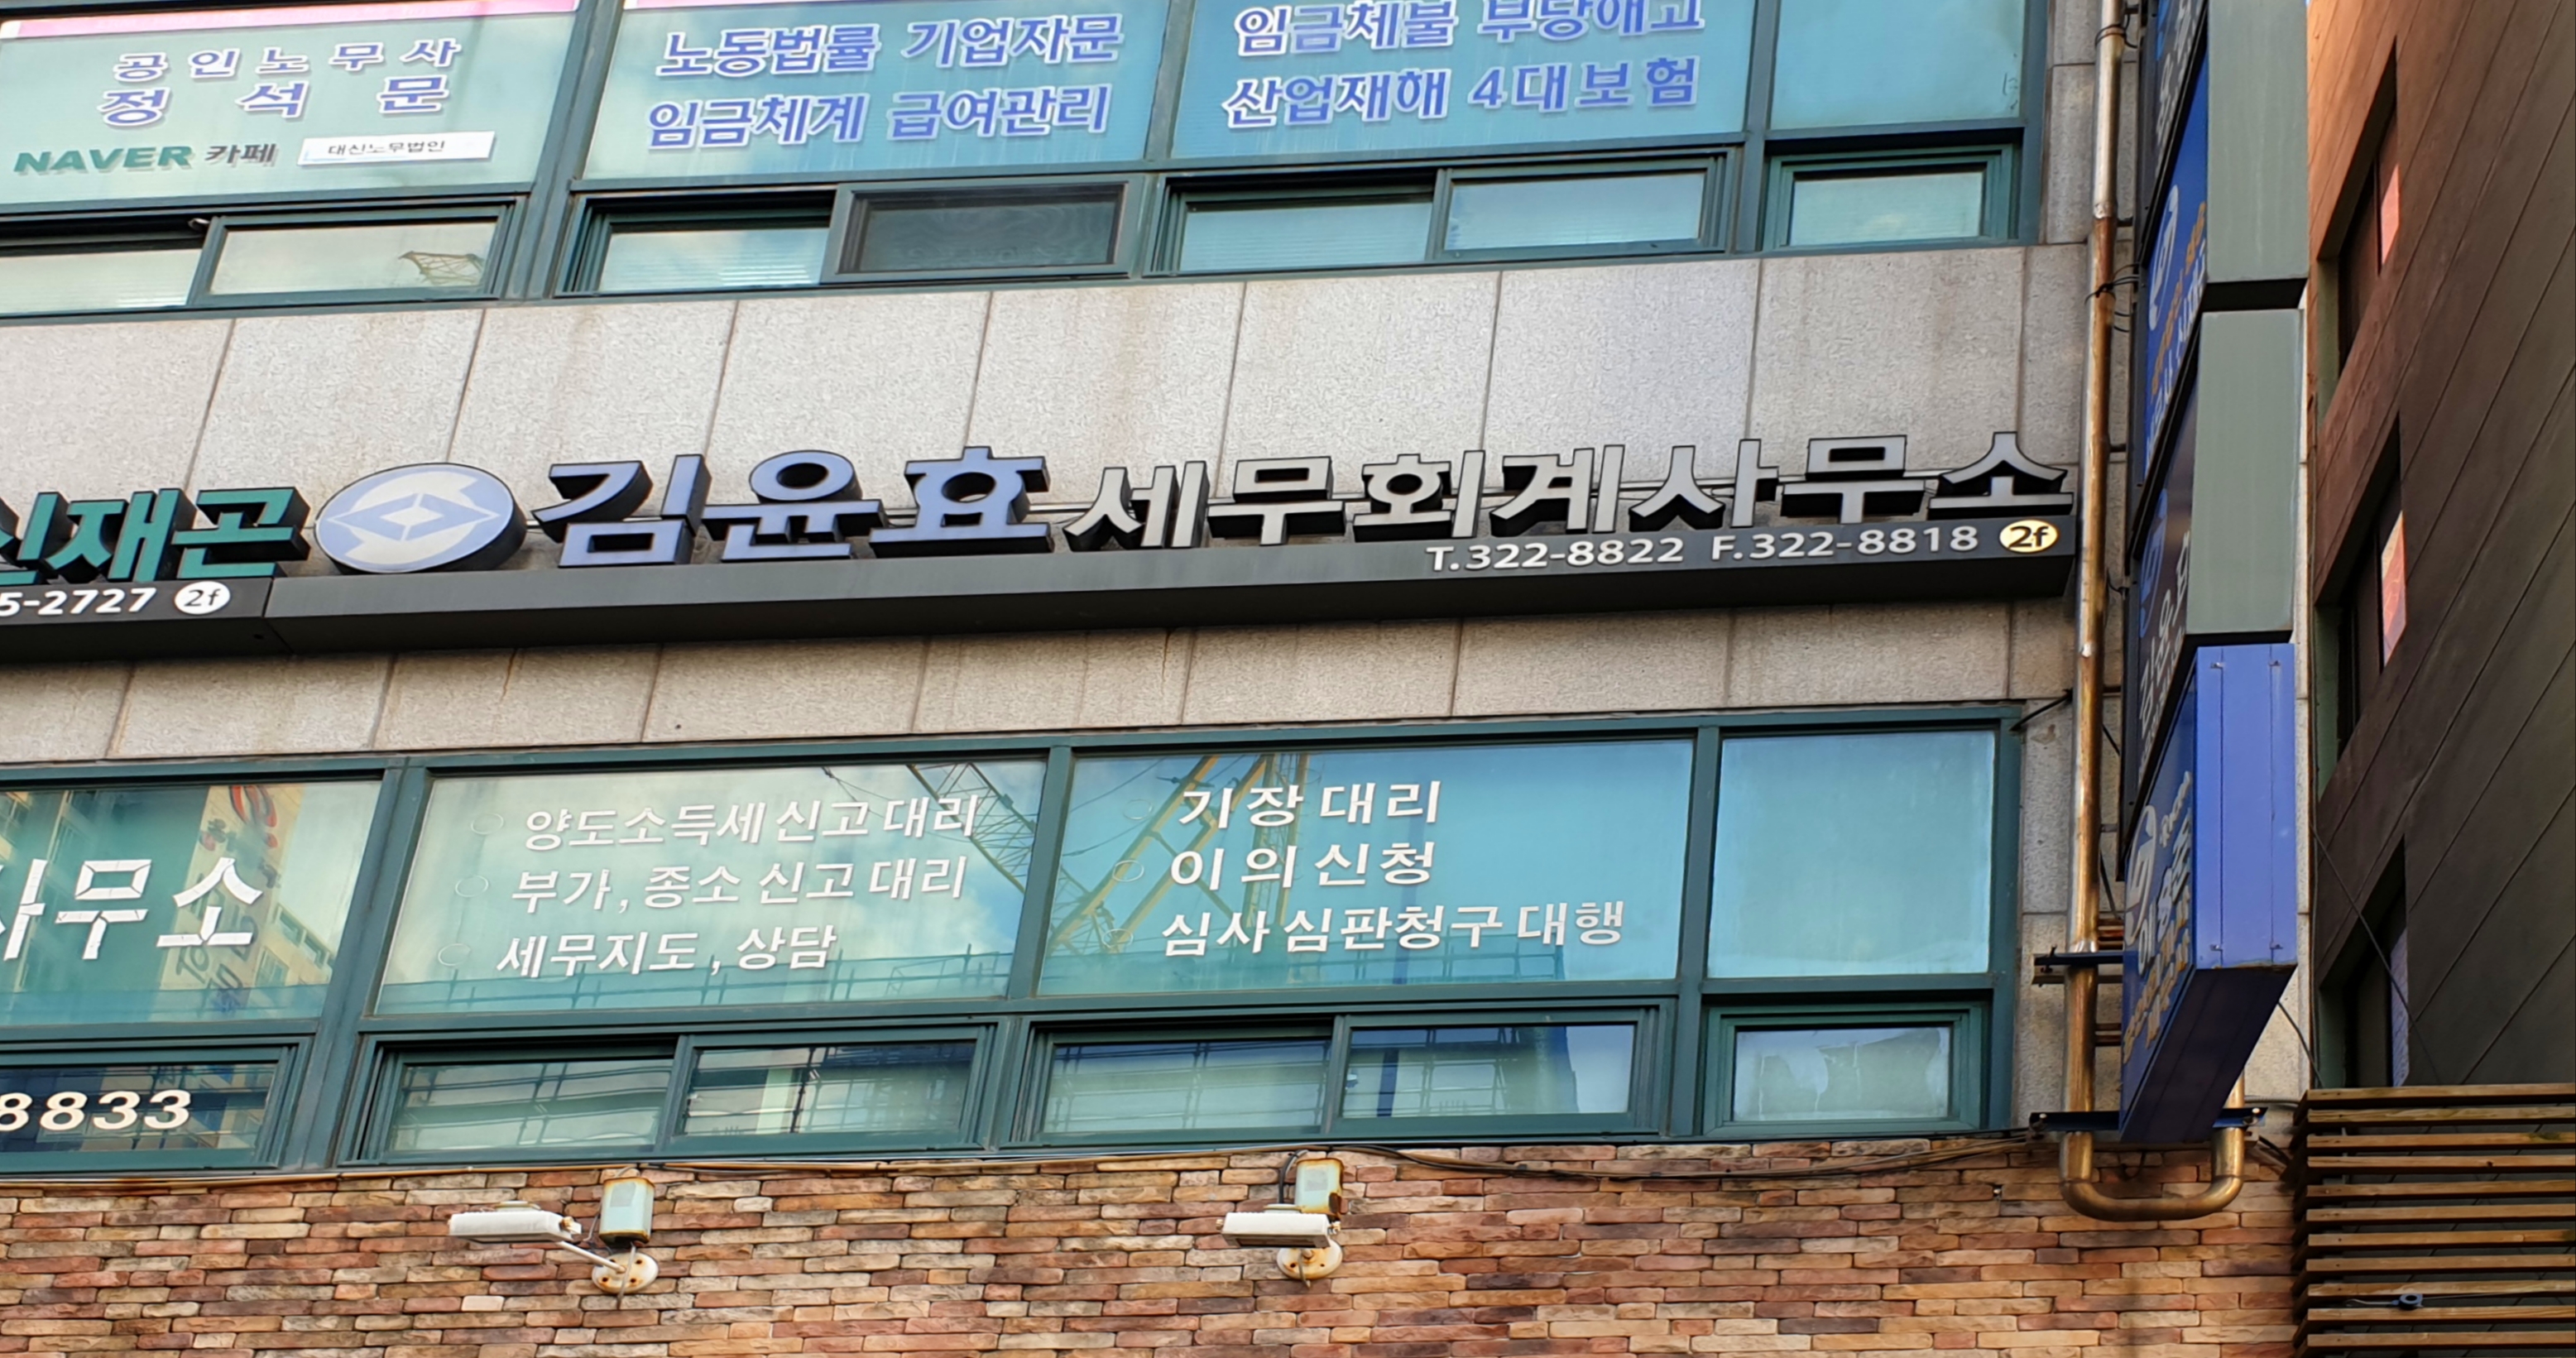 공인노무사
정석문
NAVER 카페 대신노무법인
노동법률 기업자문
임금체계 급여관리
임금체불 부당해고
산업재해 4대보험
신재곤
5-2727 2f
김윤효세무회계사무소
T.322-8822 F.322-8818 2f
사무소
8833
양도소득세신고대리
부가, 종소 신고대리
세무지도, 상담
기장대리
이의신청
심사심판청구대행